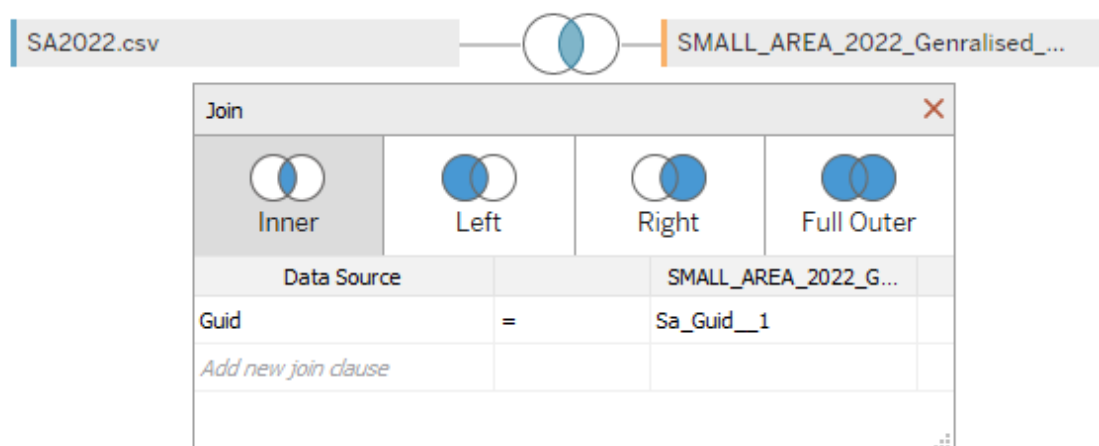 SA2022.csv SMALL_AREA_2022_Genralised_...
Join
Inner Left Right Full Outer
Data Source SMALL_AREA_2022_G...
Guid = Sa_Guid__1
Add new join clause